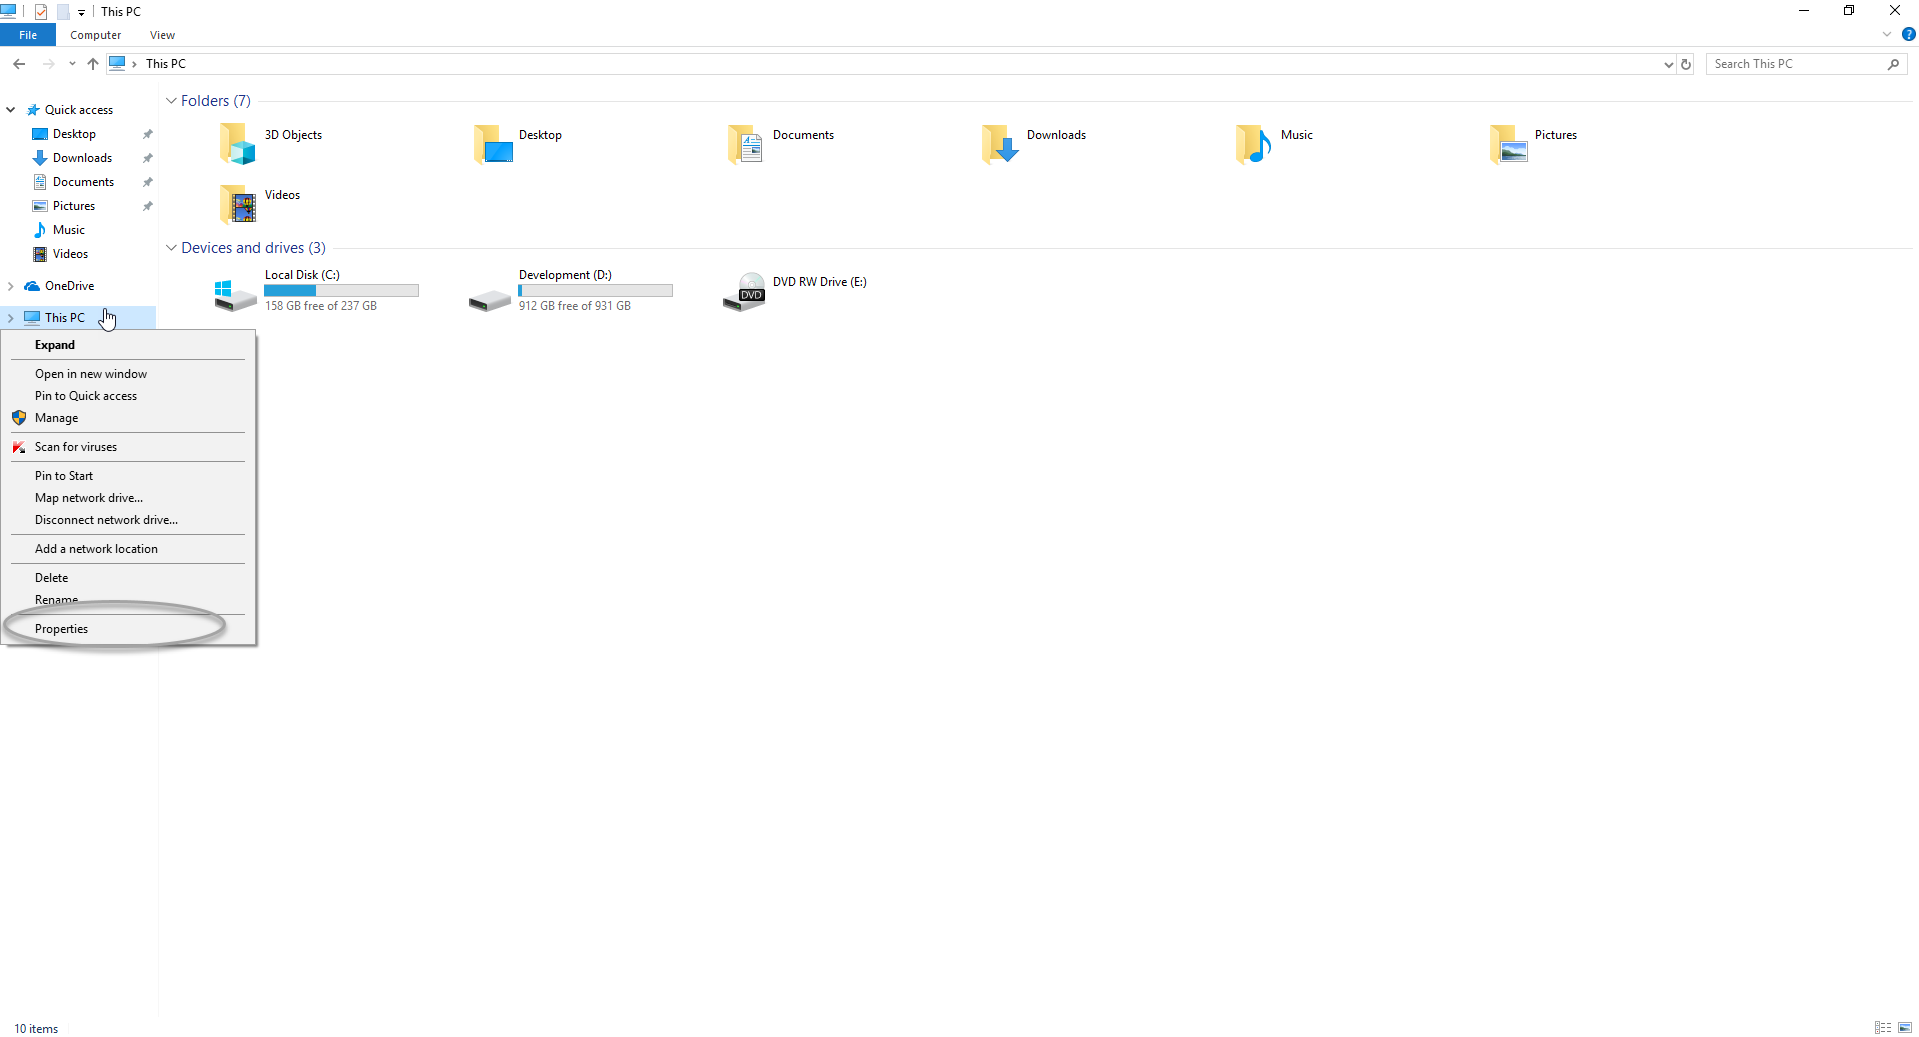 This PC
File Computer View
This PC
Search This PC
Quick access
Desktop
Downloads
Documents
Pictures
Music
Videos
OneDrive
This PC
Expand
Open in new window
Pin to Quick access
Manage
Scan for viruses
Pin to Start
Map network drive...
Disconnect network drive...
Add a network location
Delete
Rename
Properties
Folders (7)
3D Objects
Desktop
Documents
Downloads
Music
Pictures
Videos
Devices and drives (3)
Local Disk (C:)
158 GB free of 237 GB
Development (D:)
912 GB free of 931 GB
DVD RW Drive (E:)
DVD
10 items